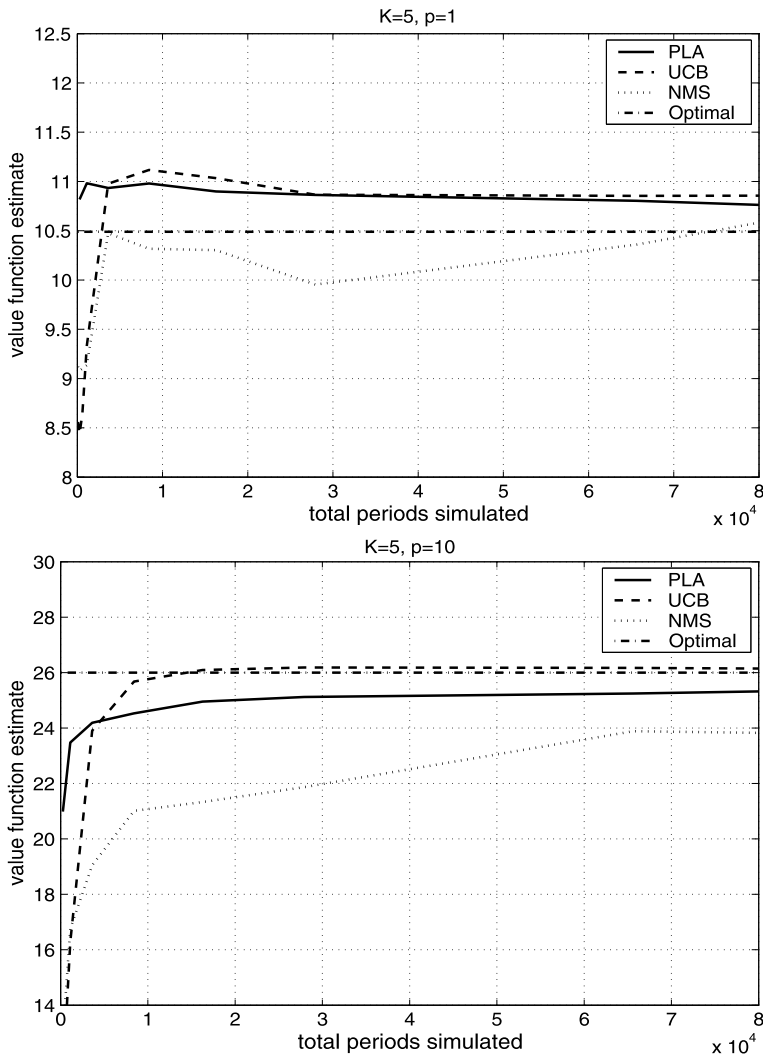 K=5, p=1
12.5
12
11.5
11
10.5
10
9.5
9
8.5
8
value function estimate
PLA
UCB
NMS
Optimal
0 1 2 3 4 5 6 7 8
total periods simulated
x 10^4
K=5, p=10
30
28
26
24
22
20
18
16
14
value function estimate
PLA
UCB
NMS
Optimal
0 1 2 3 4 5 6 7 8
total periods simulated
x 10^4